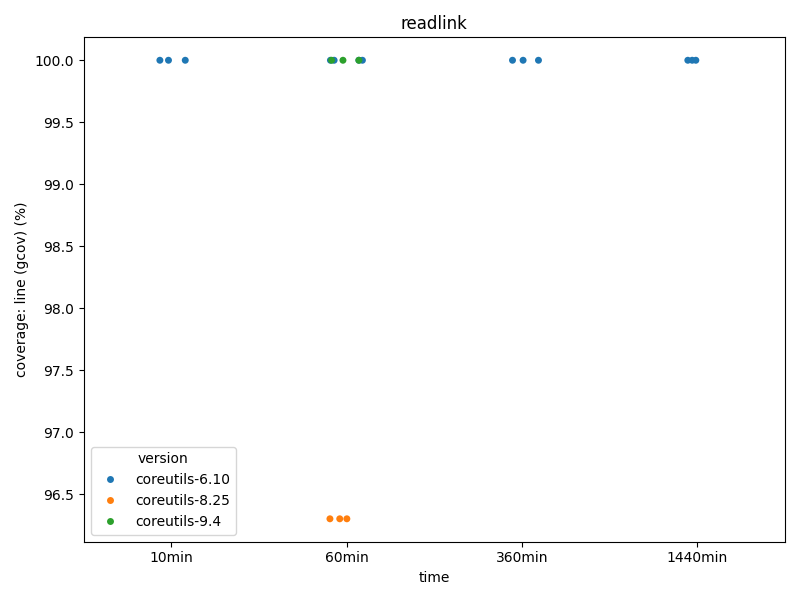 readlink
coverage: line (gcov) (%)
100.0
99.5
99.0
98.5
98.0
97.5
97.0
96.5
version
coreutils-6.10
coreutils-8.25
coreutils-9.4
10min 60min 360min 1440min
time